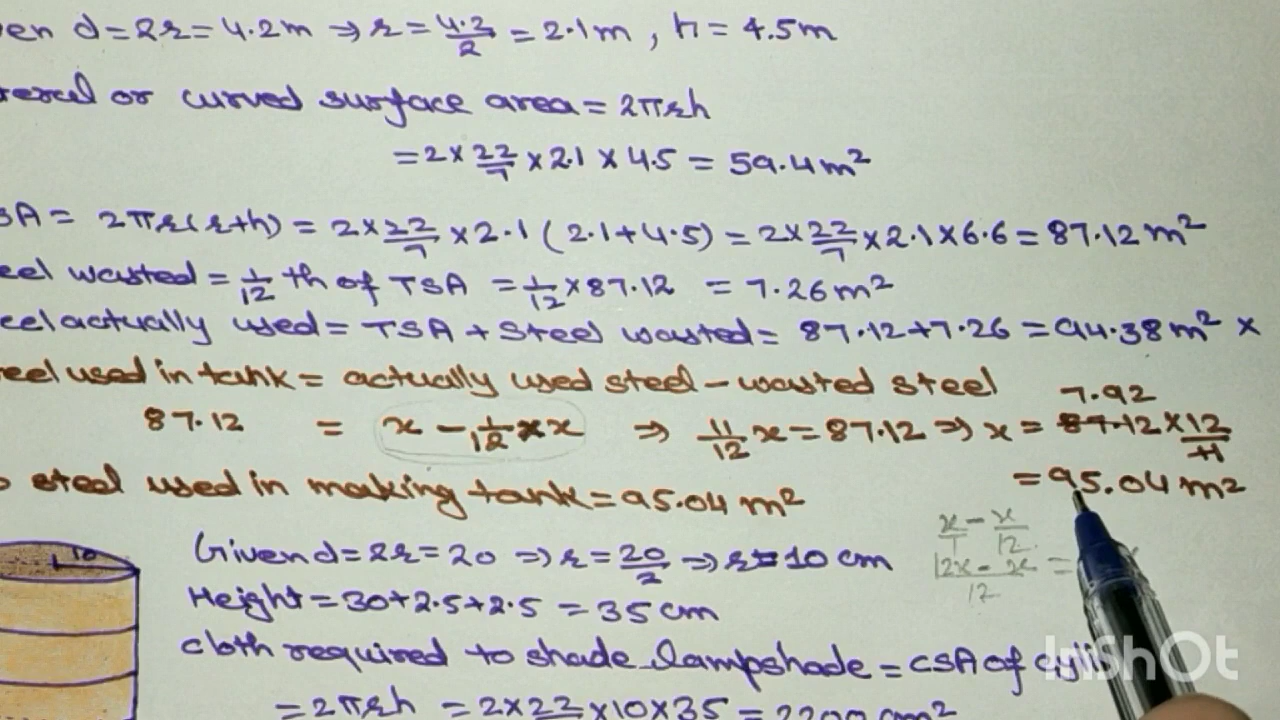 en d=2r=4.2m ⇒ r = 4.2/2 = 2.1m, h = 4.5m
or curved surface area = 2πrh
= 2 × 22/7 × 2.1 × 4.5 = 59.4 m²
SA = 2πr(r+h) = 2×22/7 ×2.1 (2.1+4.5) = 2×22/7×2.1×6.6 = 87.12 m²
eel wasted = 1/12 th of TSA = 1/12 × 87.12 = 7.26 m²
eel actually used = TSA + Steel wasted = 87.12+7.26 = 94.38 m² ×
eel used in tank = actually used steel - wasted steel
7.92
87.12 = x - 1/12 × x ⇒ 11/12 x = 87.12 ⇒ x = 87.12 × 12/11
= 95.04 m²
steel used in making tank = 95.04 m²
x/1 - x/12
12x - x/12 =
10
Given d=2r=20 ⇒ r = 20/2 ⇒ r = 10 cm
Height = 30+2.5+2.5 = 35 cm
cloth required to shade lampshade = CSA of cyli
= 2πrh = 2×22/7×10×35 = 2200 cm²
InShOt